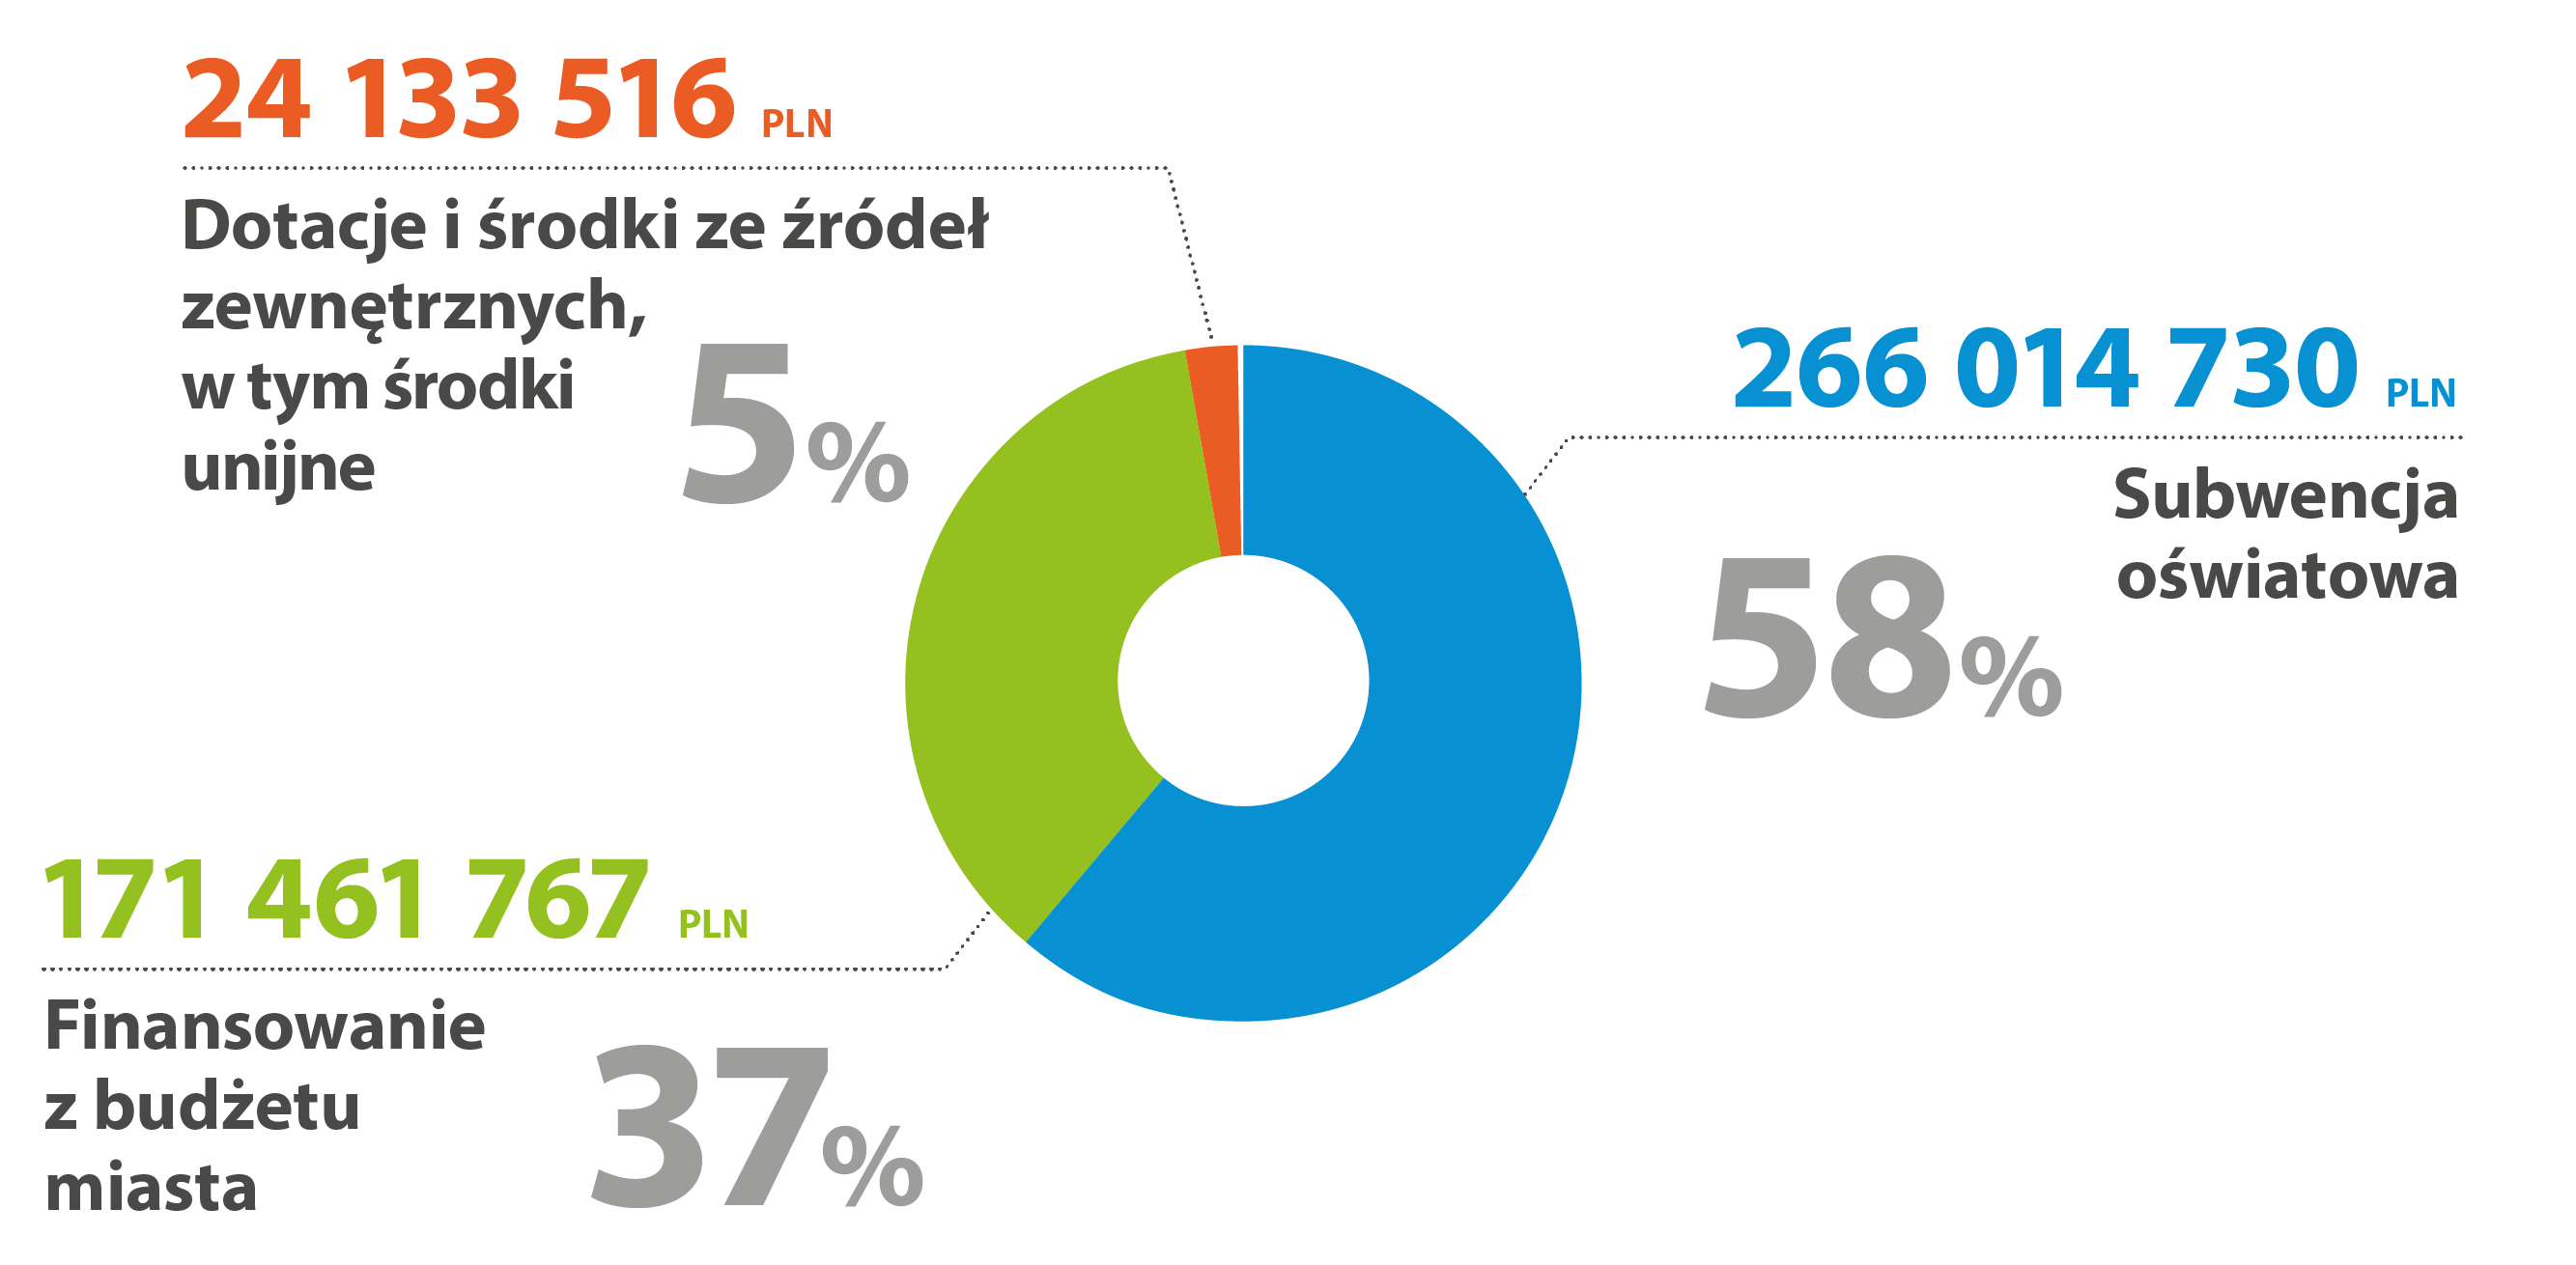 24 133 516 PLN
Dotacje i środki ze źródeł
zewnętrznych,
w tym środki
unijne
5%
266 014 730 PLN
Subwencja
oświatowa
58%
171 461 767 PLN
Finansowanie
z budżetu
miasta
37%